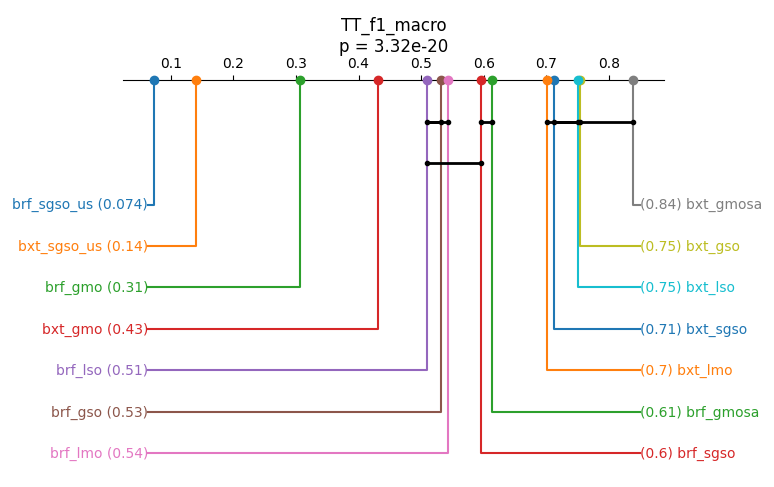 TT_f1_macro
p = 3.32e-20
0.1 0.2 0.3 0.4 0.5 0.6 0.7 0.8
brf_sgso_us (0.074) (0.84) bxt_gmosa
bxt_sgso_us (0.14) (0.75) bxt_gso
brf_gmo (0.31) (0.75) bxt_lso
bxt_gmo (0.43) (0.71) bxt_sgso
brf_lso (0.51) (0.7) bxt_lmo
brf_gso (0.53) (0.61) brf_gmosa
brf_lmo (0.54) (0.6) brf_sgso